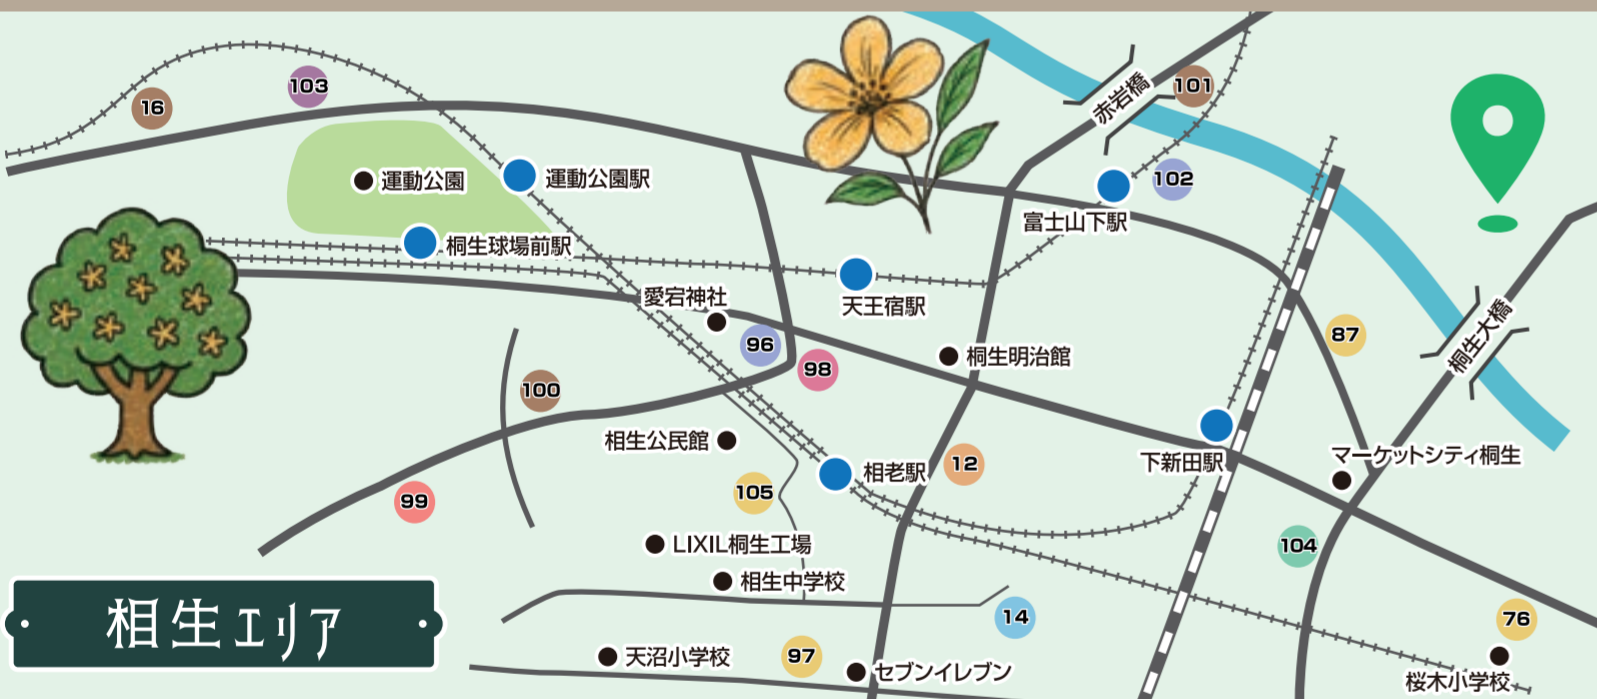 103
16
101
赤岩橋
運動公園
運動公園駅
102
富士山下駅
桐生球場前駅
天王宿駅
愛宕神社
96
98
桐生明治館
87
桐生大橋
100
相生公民館
相老駅
12
下新田駅
マーケットシティ桐生
99
105
LIXIL桐生工場
104
相生中学校
14
76
相生エリア
天沼小学校
97
セブンイレブン
桜木小学校